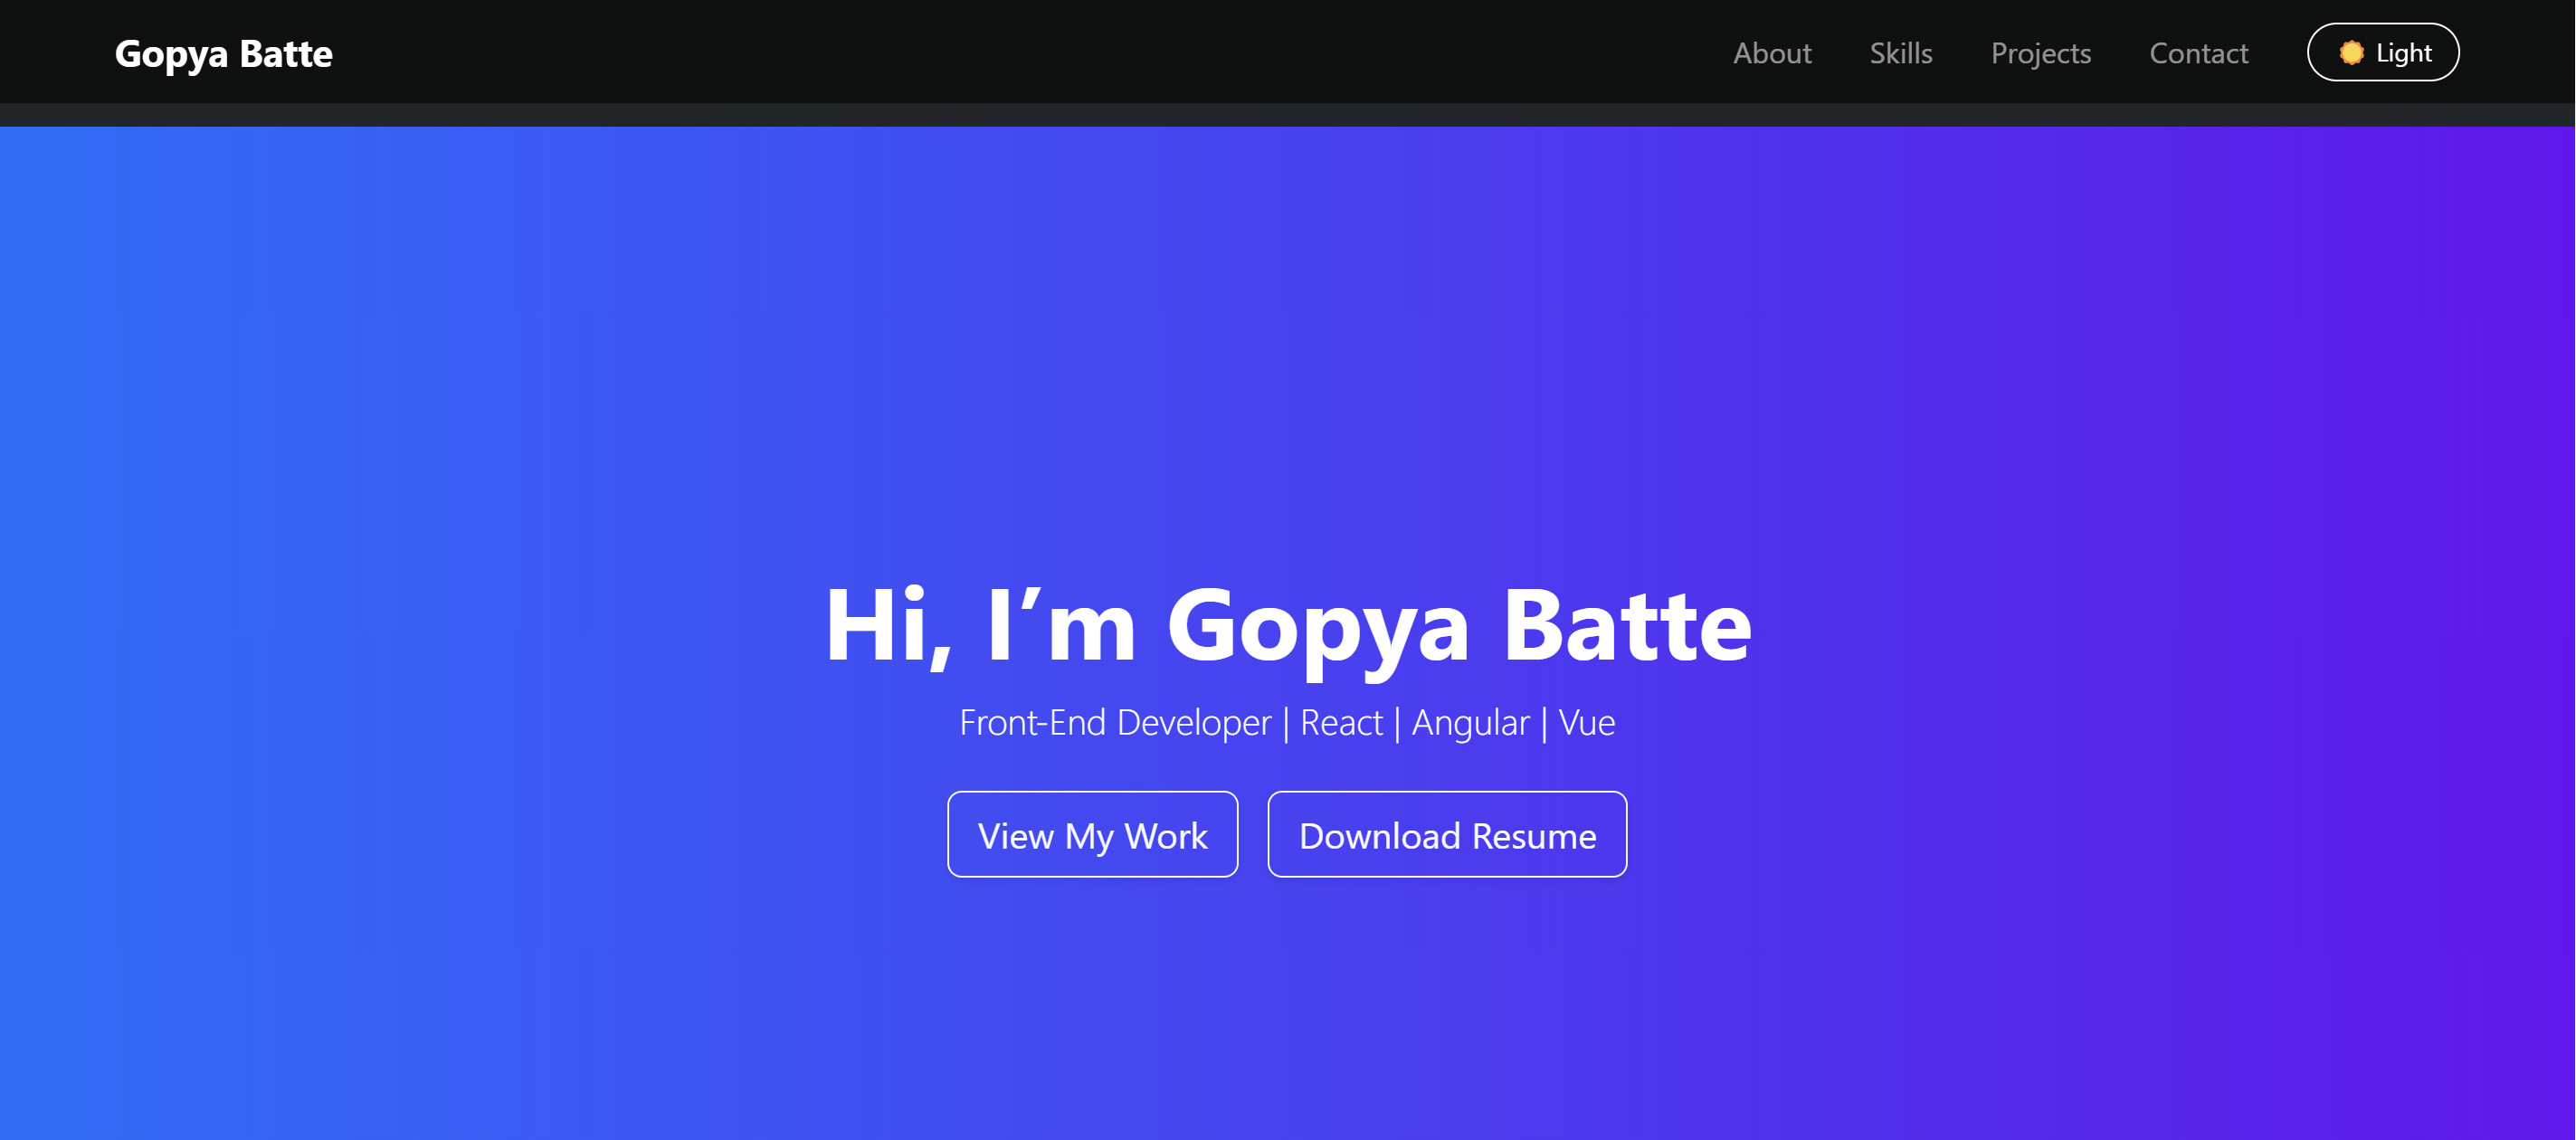 Gopya Batte
About Skills Projects Contact Light
Hi, I’m Gopya Batte
Front-End Developer | React | Angular | Vue
View My Work Download Resume